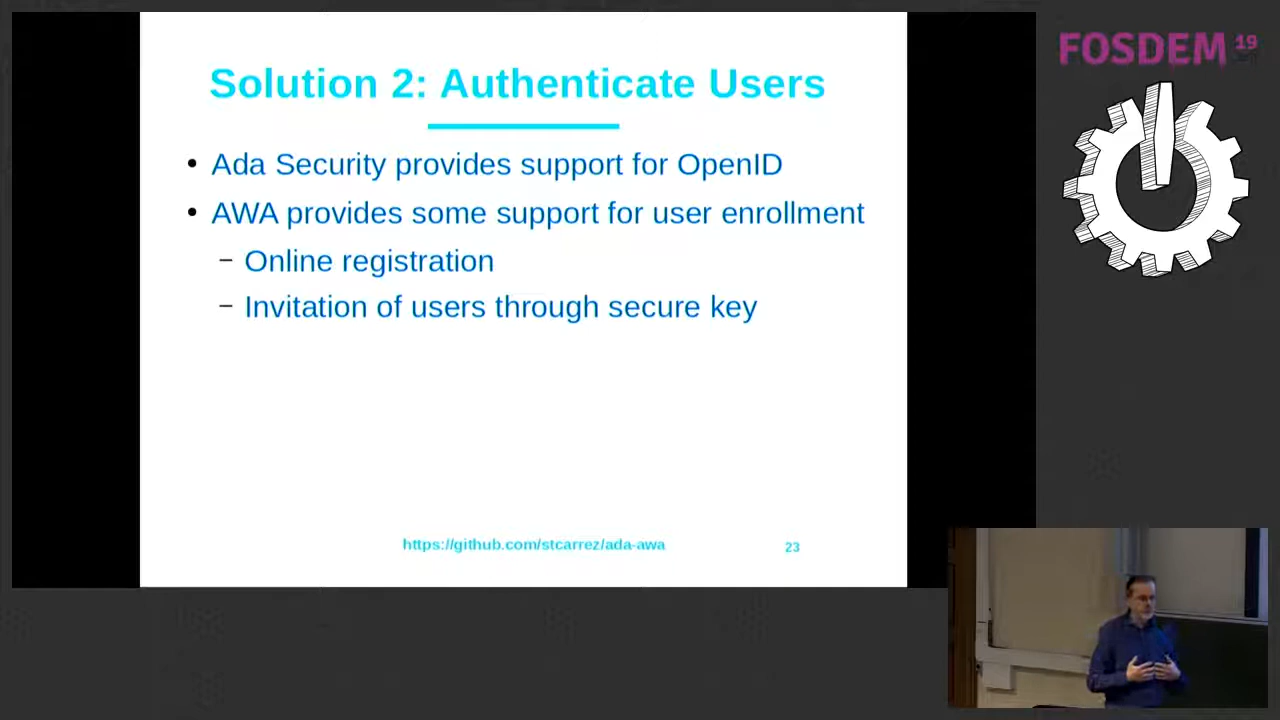 Solution 2: Authenticate Users
• Ada Security provides support for OpenID
• AWA provides some support for user enrollment
– Online registration
– Invitation of users through secure key
https://github.com/stcarrez/ada-awa
23
FOSDEM 19